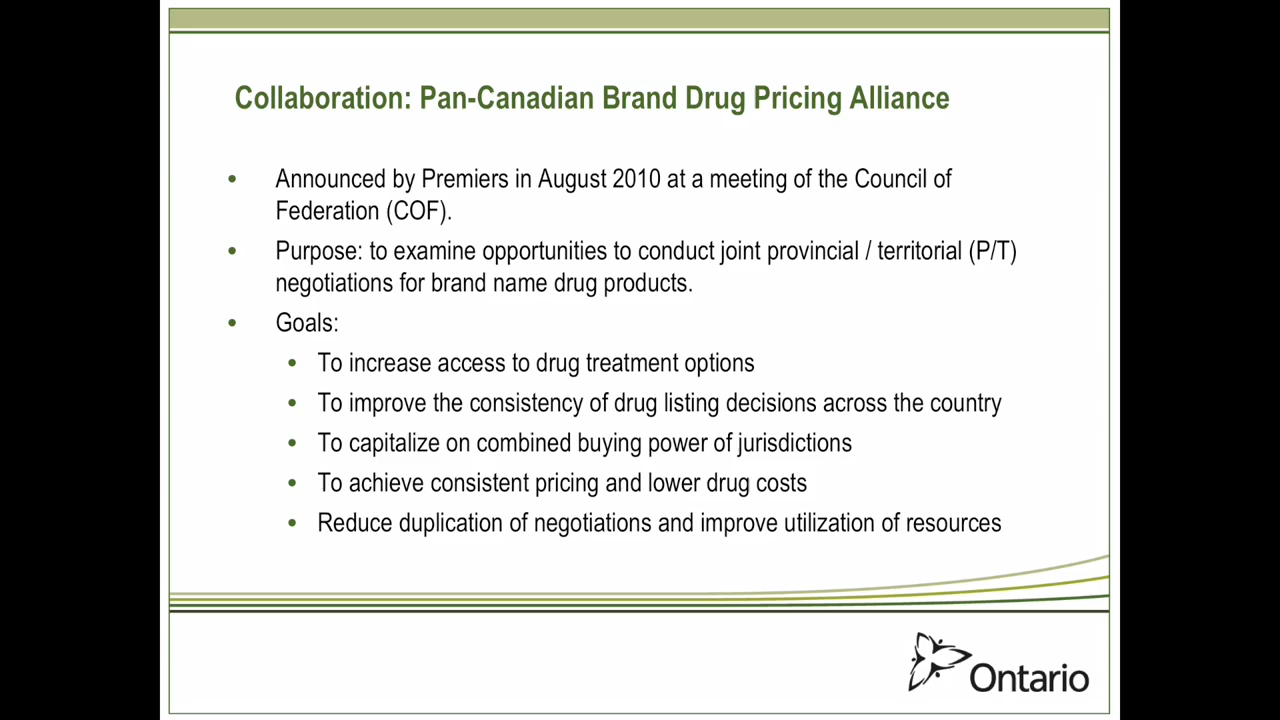 Collaboration: Pan-Canadian Brand Drug Pricing Alliance
• Announced by Premiers in August 2010 at a meeting of the Council of
Federation (COF).
• Purpose: to examine opportunities to conduct joint provincial / territorial (P/T)
negotiations for brand name drug products.
• Goals:
• To increase access to drug treatment options
• To improve the consistency of drug listing decisions across the country
• To capitalize on combined buying power of jurisdictions
• To achieve consistent pricing and lower drug costs
• Reduce duplication of negotiations and improve utilization of resources
Ontario